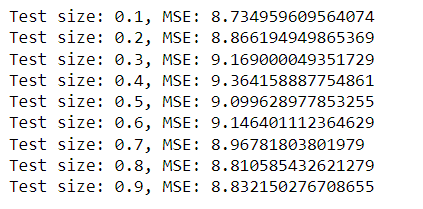 Test size: 0.1, MSE: 8.734959609564074
Test size: 0.2, MSE: 8.866194949865369
Test size: 0.3, MSE: 9.169000049351729
Test size: 0.4, MSE: 9.364158887754861
Test size: 0.5, MSE: 9.099628977853255
Test size: 0.6, MSE: 9.146401112364629
Test size: 0.7, MSE: 8.96781803801979
Test size: 0.8, MSE: 8.810585432621279
Test size: 0.9, MSE: 8.832150276708655